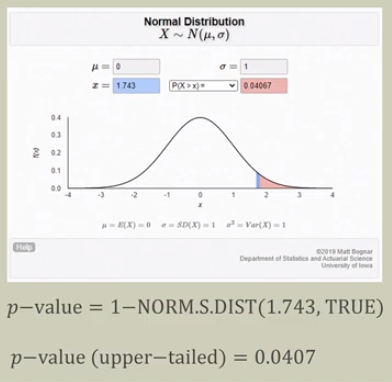 Normal Distribution
X ~ N(μ, σ)
μ = 0 σ = 1
x = 1.743 P(X > x) = 0.04067
0.4
0.3
0.2
0.1
0.0
f(x)
-4 -3 -2 -1 0 1 2 3 4
x
μ = E(X) = 0 σ = SD(X) = 1 σ² = Var(X) = 1
Help
©2019 Matt Bognar
Department of Statistics and Actuarial Science
University of Iowa
p−value = 1−NORM.S.DIST(1.743, TRUE)
p−value (upper−tailed) = 0.0407